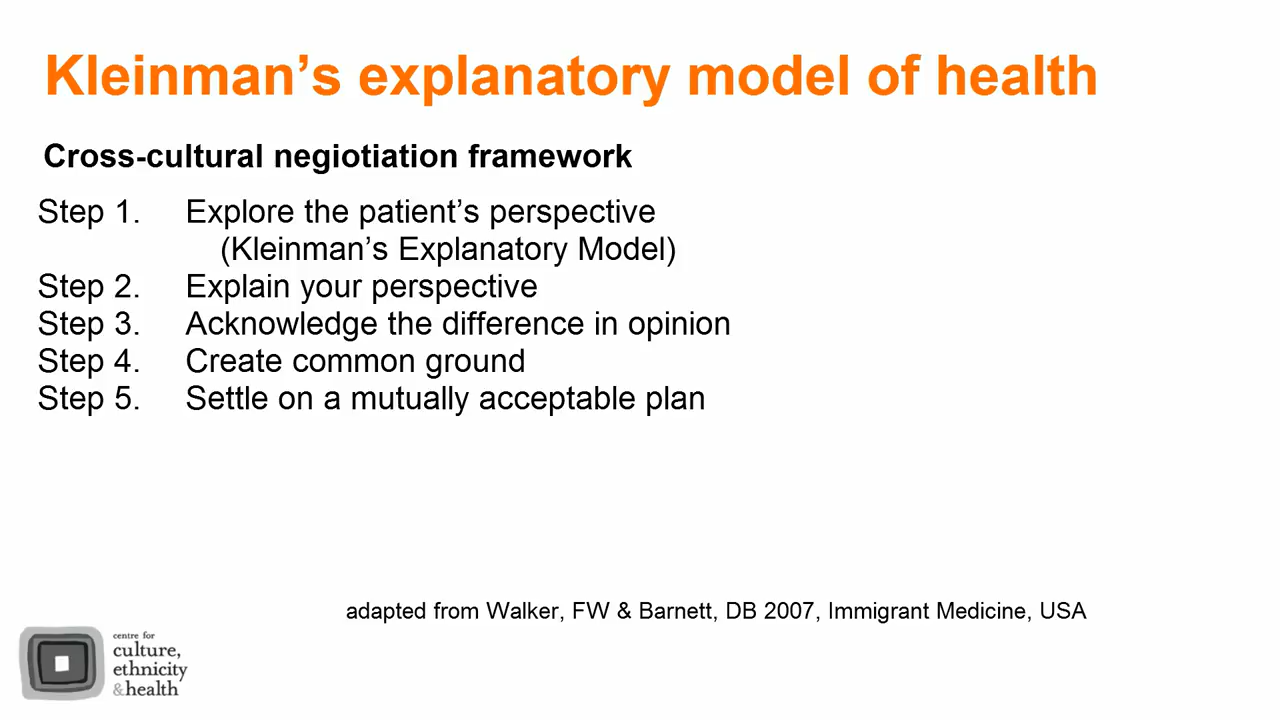 Kleinman’s explanatory model of health
Cross-cultural negiotiation framework
Step 1. Explore the patient’s perspective
(Kleinman’s Explanatory Model)
Step 2. Explain your perspective
Step 3. Acknowledge the difference in opinion
Step 4. Create common ground
Step 5. Settle on a mutually acceptable plan
adapted from Walker, FW & Barnett, DB 2007, Immigrant Medicine, USA
centre for
culture,
ethnicity
&health